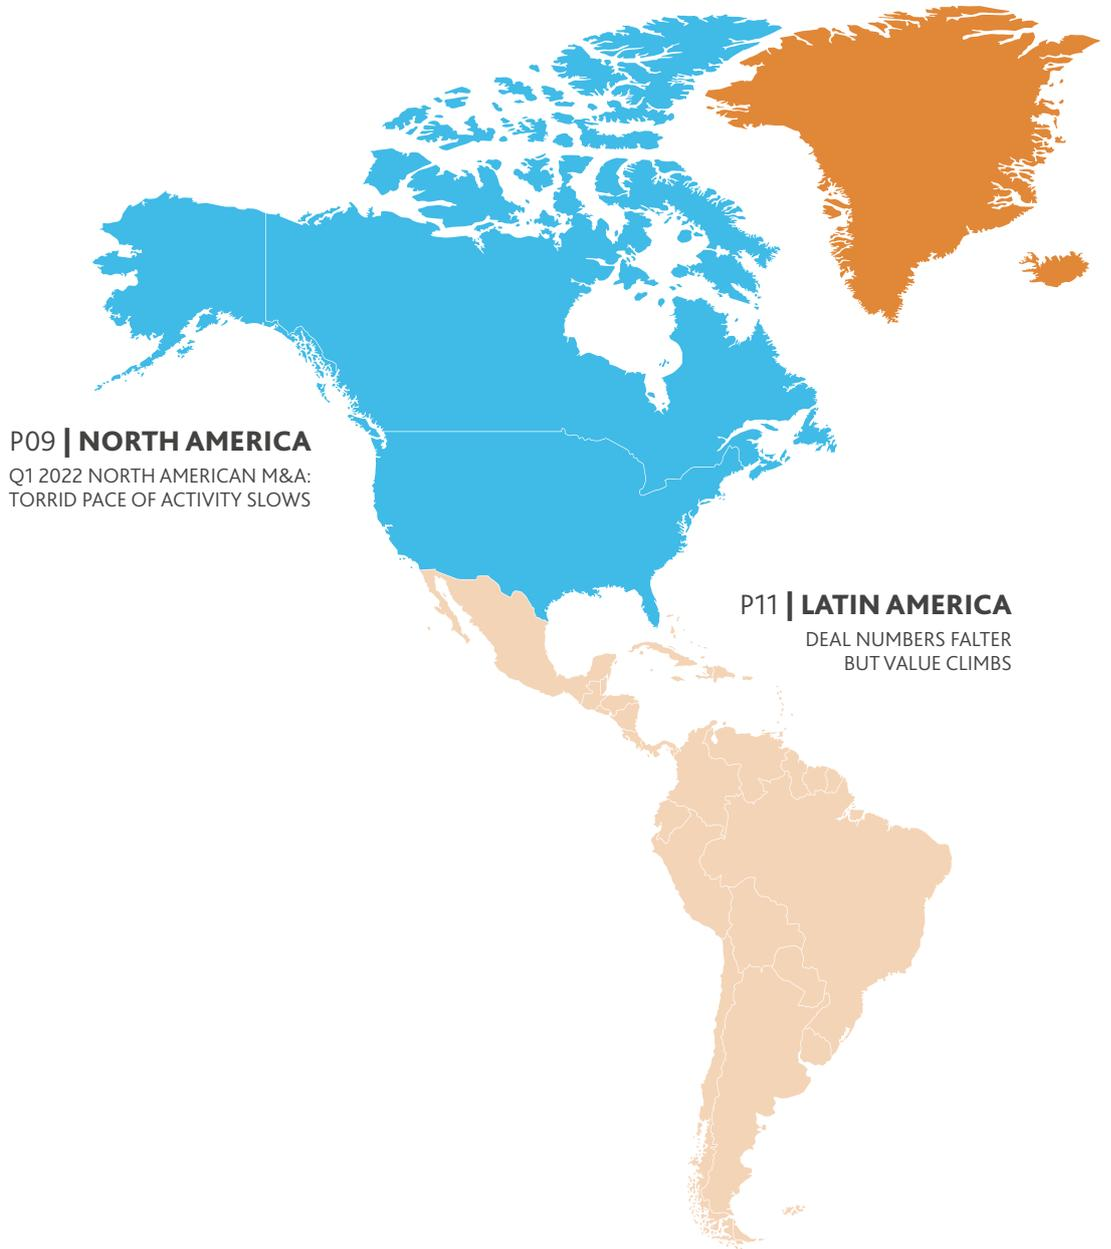 P09 | NORTH AMERICA
Q1 2022 NORTH AMERICAN M&A:
TORRID PACE OF ACTIVITY SLOWS
P11 | LATIN AMERICA
DEAL NUMBERS FALTER
BUT VALUE CLIMBS